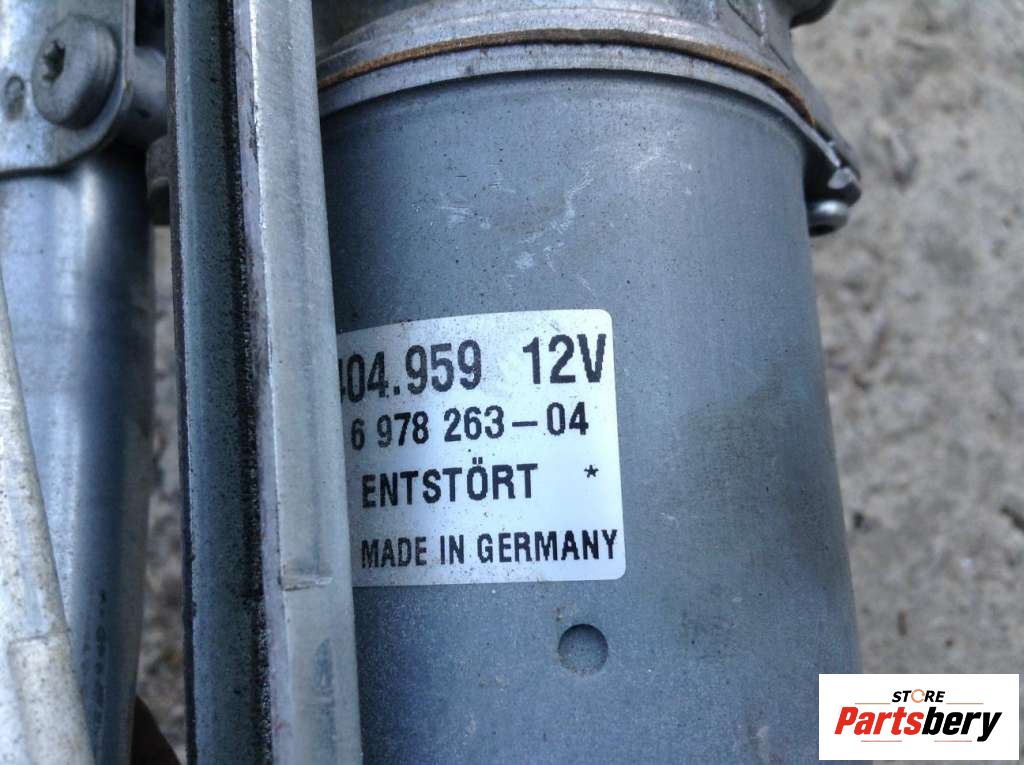 404.959 12V
6 978 263-04
ENTSTÖRT *
MADE IN GERMANY
STORE
Partsbery